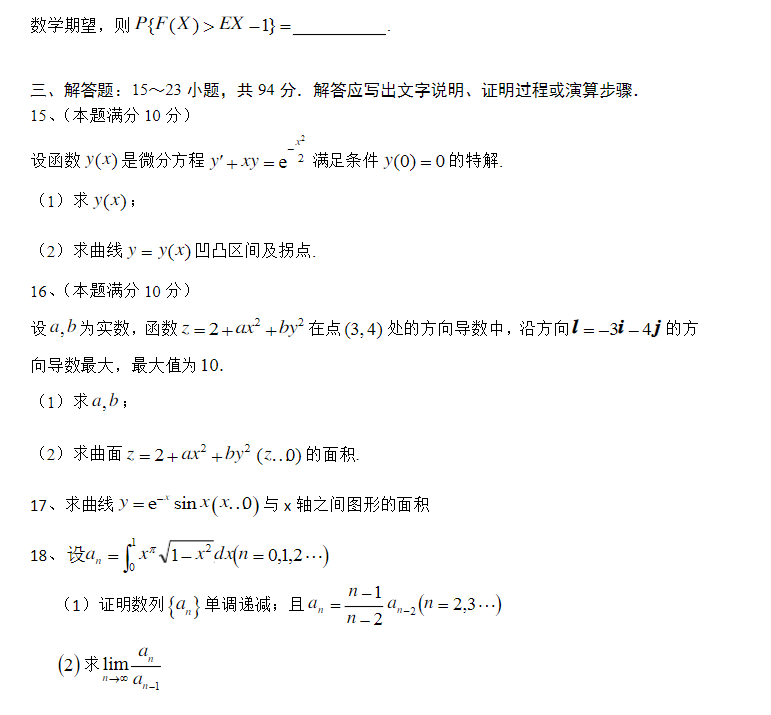 数学期望，则 P{F(X) > EX −1} = ___________.
三、解答题：15～23 小题，共 94 分．解答应写出文字说明、证明过程或演算步骤．
15、（本题满分 10 分）
设函数 y(x) 是微分方程 y′ + xy = e^{−x²/2} 满足条件 y(0) = 0 的特解.
（1）求 y(x)；
（2）求曲线 y = y(x) 凹凸区间及拐点.
16、（本题满分 10 分）
设 a,b 为实数，函数 z = 2 + ax² + by² 在点 (3, 4) 处的方向导数中，沿方向 l = −3i − 4j 的方
向导数最大，最大值为 10.
（1）求 a,b；
（2）求曲面 z = 2 + ax² + by² (z‥0) 的面积.
17、求曲线 y = e^{−x} sin x (x‥0) 与 x 轴之间图形的面积
18、设 a_n = ∫_0^1 x^π √(1 − x²) dx(n = 0,1,2⋯)
（1）证明数列 {a_n} 单调递减；且 a_n = (n−1)/(n−2) a_{n−2} (n = 2,3⋯)
(2) 求 lim_{n→∞} a_n/a_{n−1}